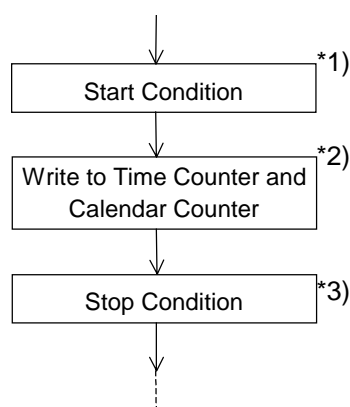 *1)
Start Condition
*2)
Write to Time Counter and
Calendar Counter
*3)
Stop Condition